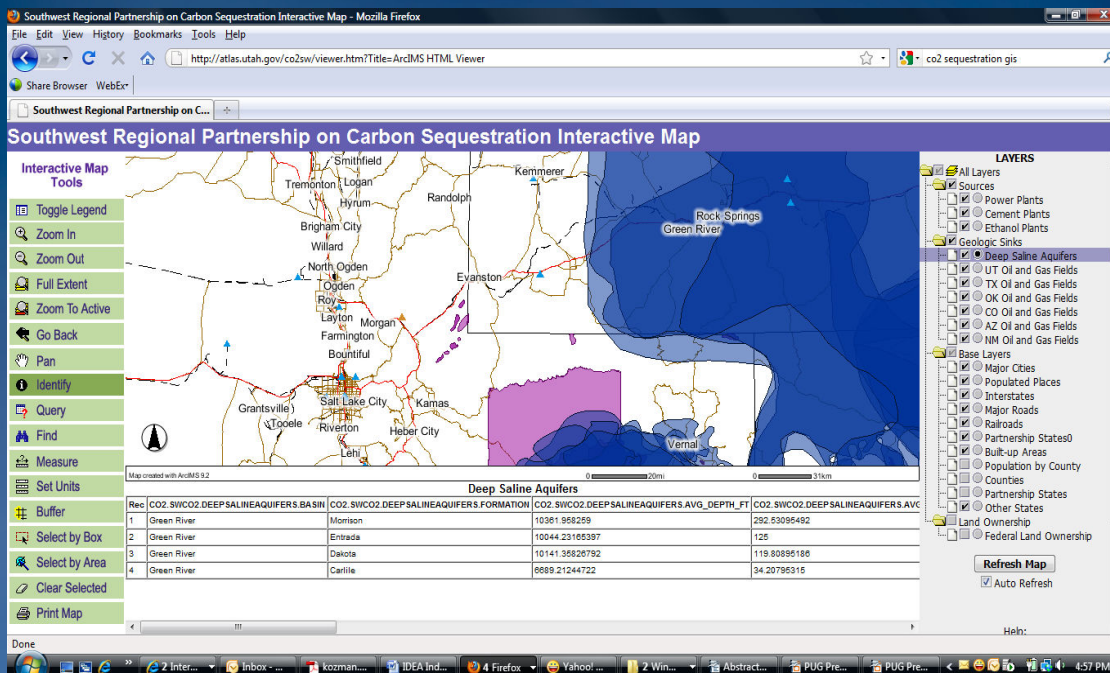 Southwest Regional Partnership on Carbon Sequestration Interactive Map - Mozilla Firefox
File Edit View History Bookmarks Tools Help
http://atlas.utah.gov/co2sw/viewer.htm?Title=ArcIMS HTML Viewer
co2 sequestration gis
Share Browser WebEx
Southwest Regional Partnership on C...
Southwest Regional Partnership on Carbon Sequestration Interactive Map
Interactive Map
Tools
Toggle Legend
Zoom In
Zoom Out
Full Extent
Zoom To Active
Go Back
Pan
Identify
Query
Find
Measure
Set Units
Buffer
Select by Box
Select by Area
Clear Selected
Print Map
Smithfield
Tremonton Logan
Hyrum
Randolph
Kemmerer
Brigham City
Willard
Rock Springs
Green River
North Ogden
Ogden
Evanston
Roy
Layton Morgan
Farmington
Bountiful
Grantsville
Salt Lake City
Kamas
Tooele
Riverton
Heber City
Lehi
Vernal
Map created with ArcIMS 9.2
0 20mi
0 31km
Deep Saline Aquifers
Rec CO2.SWCO2.DEEPSALINEAQUIFERS.BASIN CO2.SWCO2.DEEPSALINEAQUIFERS.FORMATION CO2.SWCO2.DEEPSALINEAQUIFERS.AVG_DEPTH_FT CO2.SWCO2.DEEPSALINEAQUIFERS.AVG
1 Green River Morrison 10361.958259 292.53095492
2 Green River Entrada 10044.23165397 125
3 Green River Dakota 10141.35826792 119.80895186
4 Green River Carlile 6689.21244722 34.20795315
LAYERS
All Layers
Sources
Power Plants
Cement Plants
Ethanol Plants
Geologic Sinks
Deep Saline Aquifers
UT Oil and Gas Fields
TX Oil and Gas Fields
OK Oil and Gas Fields
CO Oil and Gas Fields
AZ Oil and Gas Fields
NM Oil and Gas Fields
Base Layers
Major Cities
Populated Places
Interstates
Major Roads
Railroads
Partnership States0
Built-up Areas
Population by County
Counties
Partnership States
Other States
Land Ownership
Federal Land Ownership
Refresh Map
Auto Refresh
Help:
Done
2 Inter... Inbox - ... kozman.... IDEA Ind... 4 Firefox Yahoo! ... 2 Win... Abstract... PUG Pre... PUG Pre... 4:57 PM